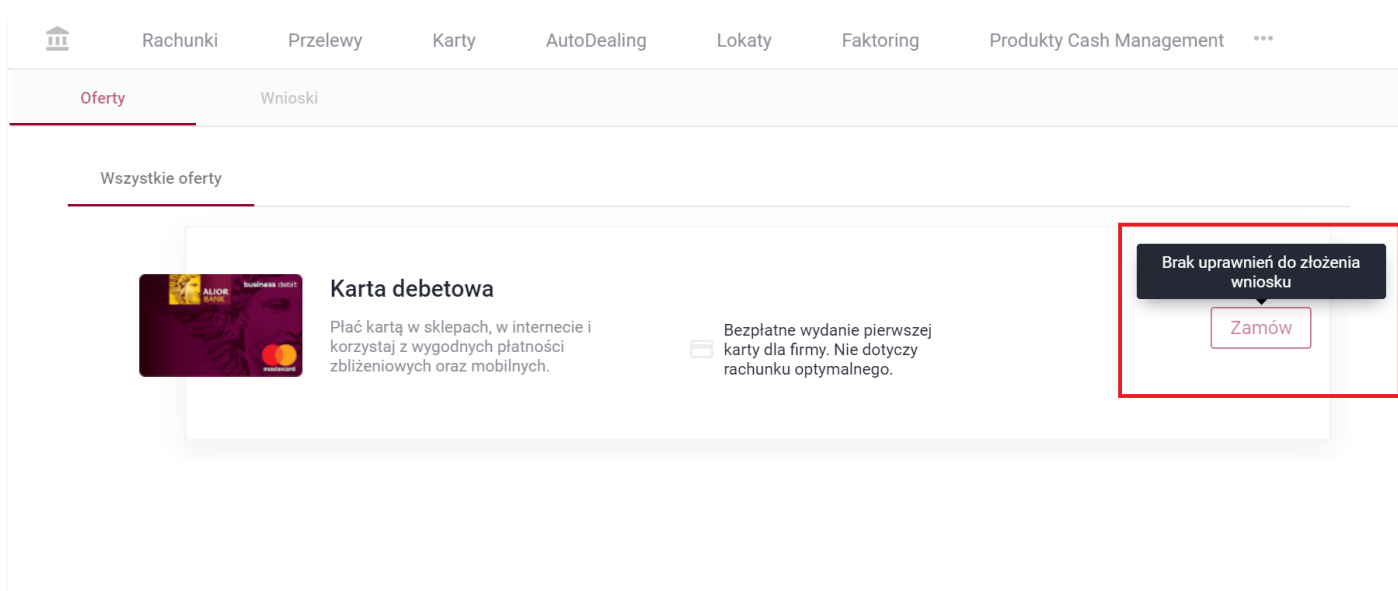 Rachunki Przelewy Karty AutoDealing Lokaty Faktoring Produkty Cash Management •••
Oferty Wnioski
Wszystkie oferty
ALIOR
BANK
business debit
mastercard
Karta debetowa
Płać kartą w sklepach, w internecie i
korzystaj z wygodnych płatności
zbliżeniowych oraz mobilnych.
Bezpłatne wydanie pierwszej
karty dla firmy. Nie dotyczy
rachunku optymalnego.
Brak uprawnień do złożenia
wniosku
Zamów